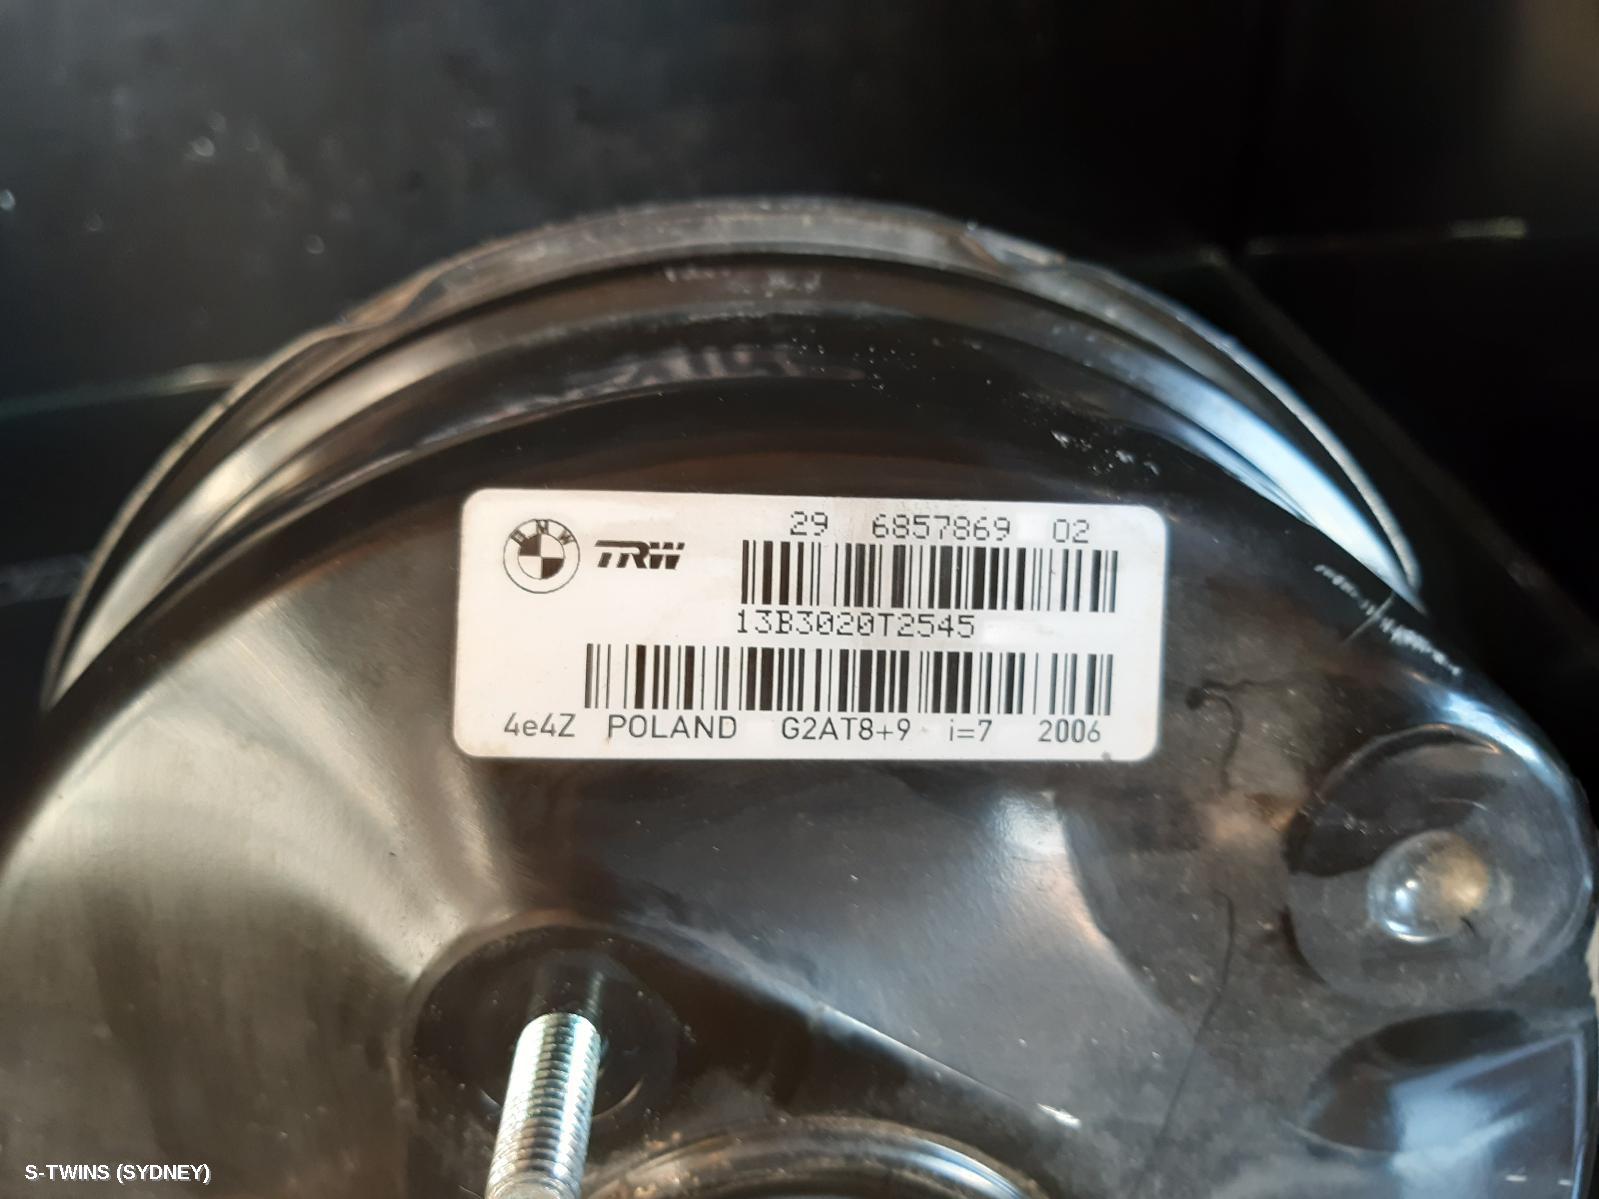 29 6857869 02
BMW TRW
13B3020T2545
4e4Z POLAND G2AT8+9 i=7 2006
S-TWINS (SYDNEY)